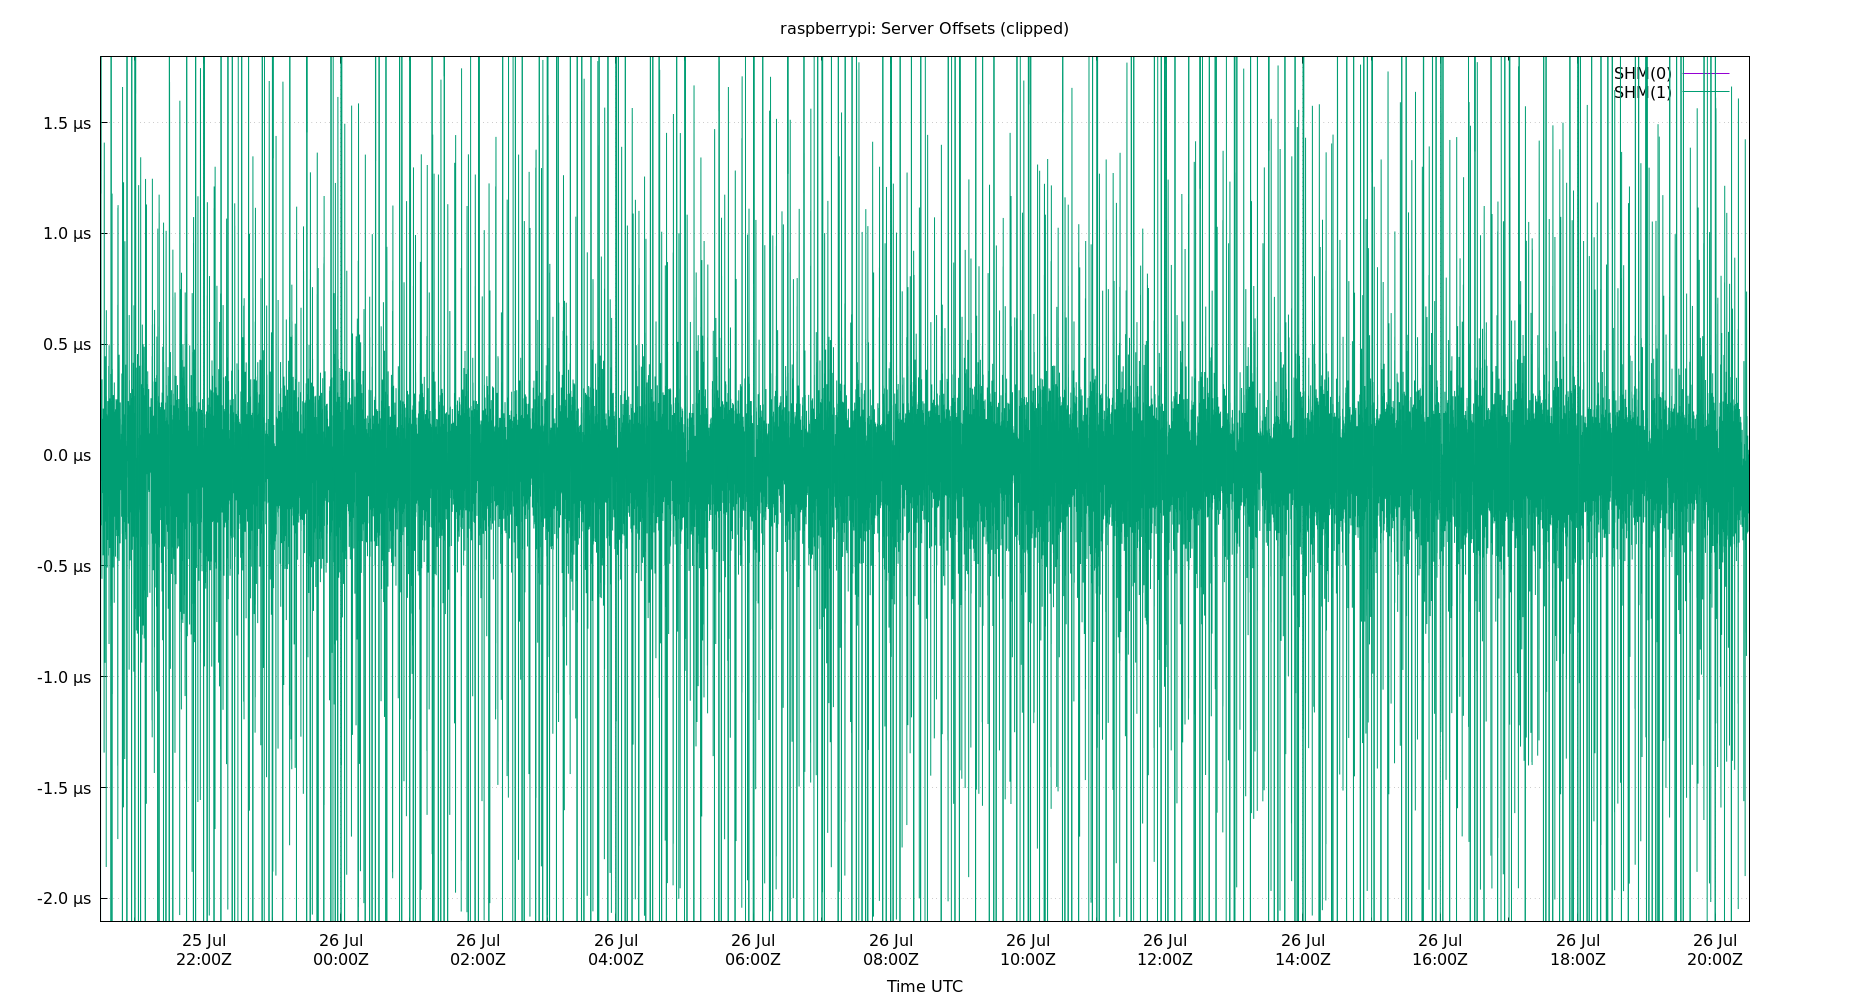 raspberrypi: Server Offsets (clipped)
SHM(0)
SHM(1)
1.5 µs
1.0 µs
0.5 µs
0.0 µs
-0.5 µs
-1.0 µs
-1.5 µs
-2.0 µs
25 Jul 26 Jul 26 Jul 26 Jul 26 Jul 26 Jul 26 Jul 26 Jul 26 Jul 26 Jul 26 Jul 26 Jul
22:00Z 00:00Z 02:00Z 04:00Z 06:00Z 08:00Z 10:00Z 12:00Z 14:00Z 16:00Z 18:00Z 20:00Z
Time UTC